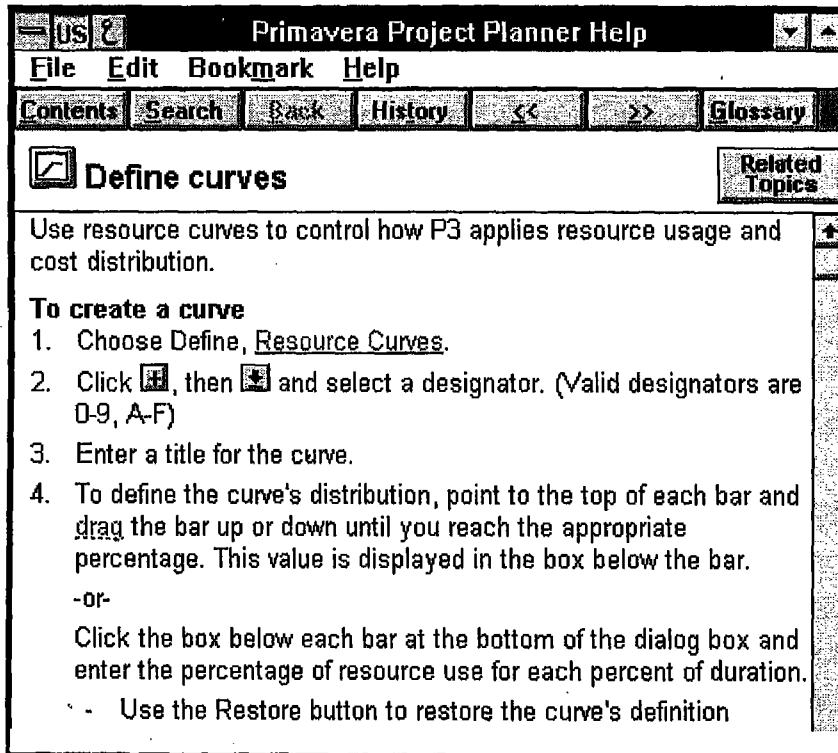 US Primavera Project Planner Help
File Edit Bookmark Help
Contents Search Back History << >> Glossary
Define curves
Related
Topics
Use resource curves to control how P3 applies resource usage and
cost distribution.
To create a curve
1. Choose Define, Resource Curves.
2. Click +, then and select a designator. (Valid designators are
0-9, A-F)
3. Enter a title for the curve.
4. To define the curve's distribution, point to the top of each bar and
drag the bar up or down until you reach the appropriate
percentage. This value is displayed in the box below the bar.
-or-
Click the box below each bar at the bottom of the dialog box and
enter the percentage of resource use for each percent of duration.
- Use the Restore button to restore the curve's definition